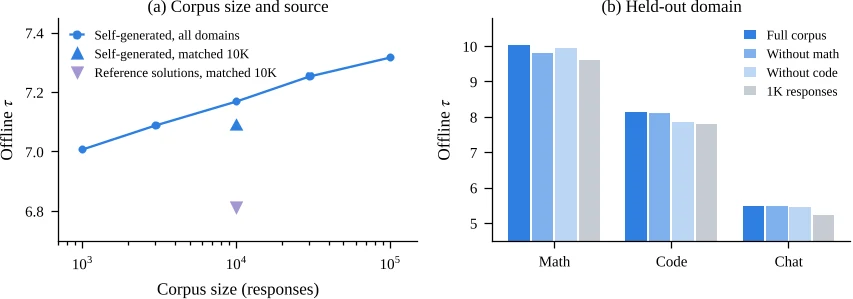 (a) Corpus size and source
Offline τ
7.4
7.2
7.0
6.8
Self-generated, all domains
Self-generated, matched 10K
Reference solutions, matched 10K
10³
10⁴
10⁵
Corpus size (responses)
(b) Held-out domain
Offline τ
10
9
8
7
6
5
Full corpus
Without math
Without code
1K responses
Math
Code
Chat